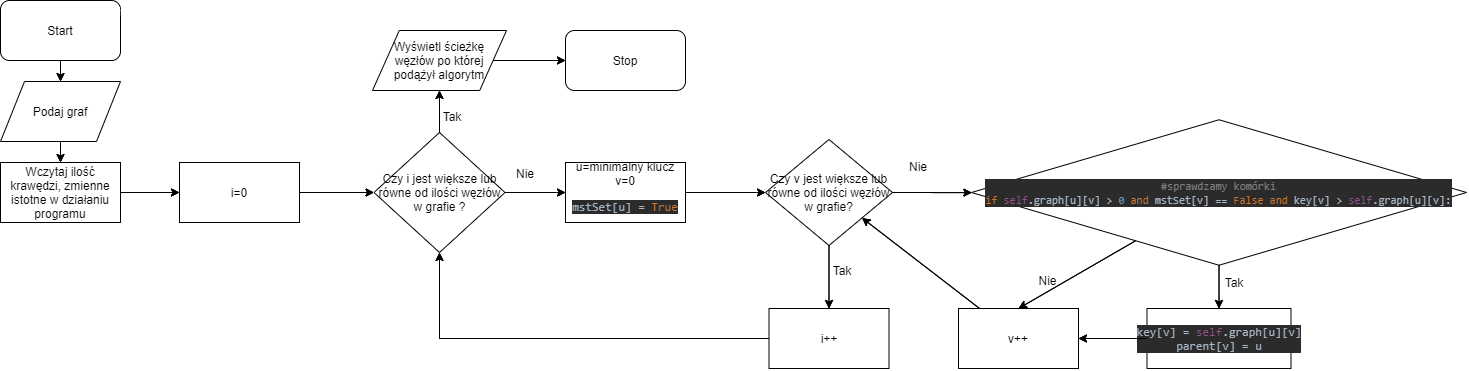 Start
Podaj graf
Wczytaj ilość
krawędzi, zmienne
istotne w działaniu
programu
i=0
Czy i jest większe lub
równe od ilości węzłów
w grafie ?
Tak
Wyświetl ścieżkę
węzłów po której
podążył algorytm
Stop
Nie
u=minimalny klucz
v=0
mstSet[u] = True
Czy v jest większe lub
równe od ilości węzłów
w grafie?
Tak
i++
Nie
#sprawdzamy komórki
if self.graph[u][v] > 0 and mstSet[v] == False and key[v] > self.graph[u][v]:
Nie
v++
Tak
key[v] = self.graph[u][v]
parent[v] = u